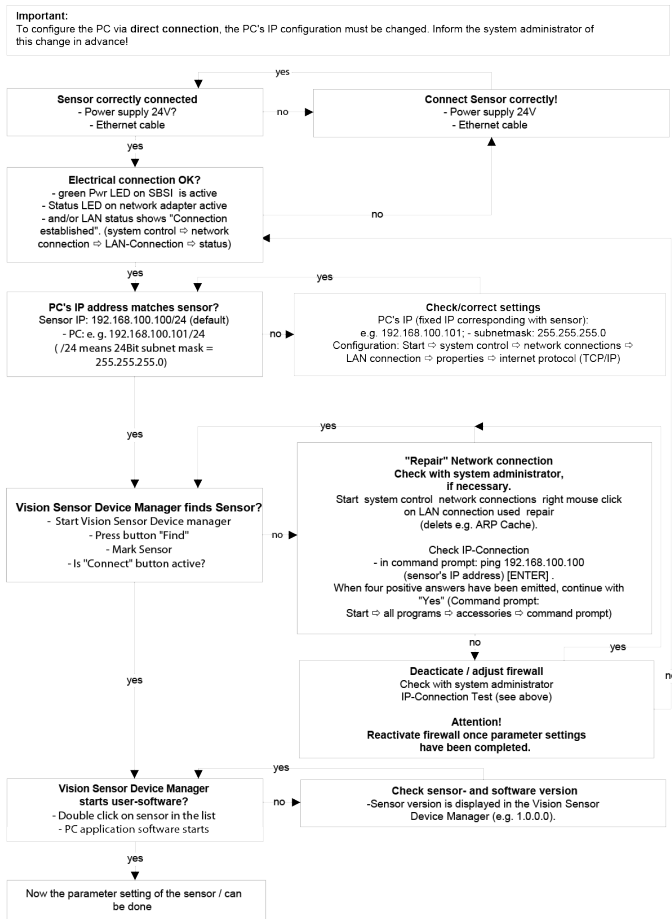 Important:
To configure the PC via direct connection, the PC's IP configuration must be changed. Inform the system administrator of
this change in advance!
yes
Sensor correctly connected
- Power supply 24V?
- Ethernet cable
no
Connect Sensor correctly!
- Power supply 24V
- Ethernet cable
yes
Electrical connection OK?
- green Pwr LED on SBSI is active
- Status LED on network adapter active
- and/or LAN status shows "Connection
established". (system control ⇨ network
connection ⇨ LAN-Connection ⇨ status)
no
yes
yes
PC's IP address matches sensor?
Sensor IP: 192.168.100.100/24 (default)
- PC: e. g. 192.168.100.101/24
( /24 means 24Bit subnet mask =
255.255.255.0)
no
Check/correct settings
PC's IP (fixed IP corresponding with sensor):
e.g. 192.168.100.101; - subnetmask: 255.255.255.0
Configuration: Start ⇨ system control ⇨ network connections ⇨
LAN connection ⇨ properties ⇨ internet protocol (TCP/IP)
yes
yes
Vision Sensor Device Manager finds Sensor?
- Start Vision Sensor Device manager
- Press button "Find"
- Mark Sensor
- Is "Connect" button active?
no
"Repair" Network connection
Check with system administrator,
if necessary.
Start system control network connections right mouse click
on LAN connection used repair
(delets e.g. ARP Cache).
Check IP-Connection
- in command prompt: ping 192.168.100.100
(sensor's IP address) [ENTER] .
When four positive answers have been emitted, continue with
"Yes" (Command prompt:
Start ⇨ all programs ⇨ accessories ⇨ command prompt)
no
yes
yes
Deacticate / adjust firewall
Check with system administrator
IP-Connection Test (see above)
Attention!
Reactivate firewall once parameter settings
have been completed.
yes
Vision Sensor Device Manager
starts user-software?
- Double click on sensor in the list
- PC application software starts
no
Check sensor- and software version
-Sensor version is displayed in the Vision Sensor
Device Manager (e.g. 1.0.0.0).
yes
Now the parameter setting of the sensor / can
be done